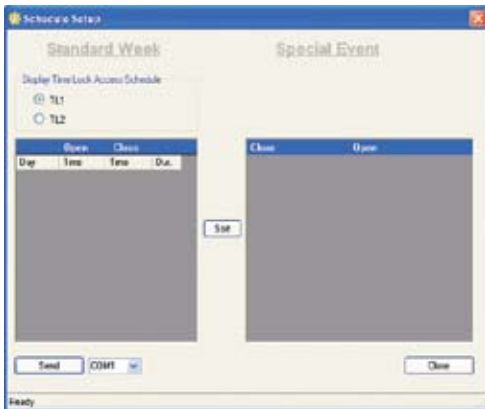 Schedule Setup
Standard Week
Special Event
Display Time Lock Access Schedule
TL1
TL2
Open Close
Day Time Time Dur.
Close Open
Send COM1
Close
Ready